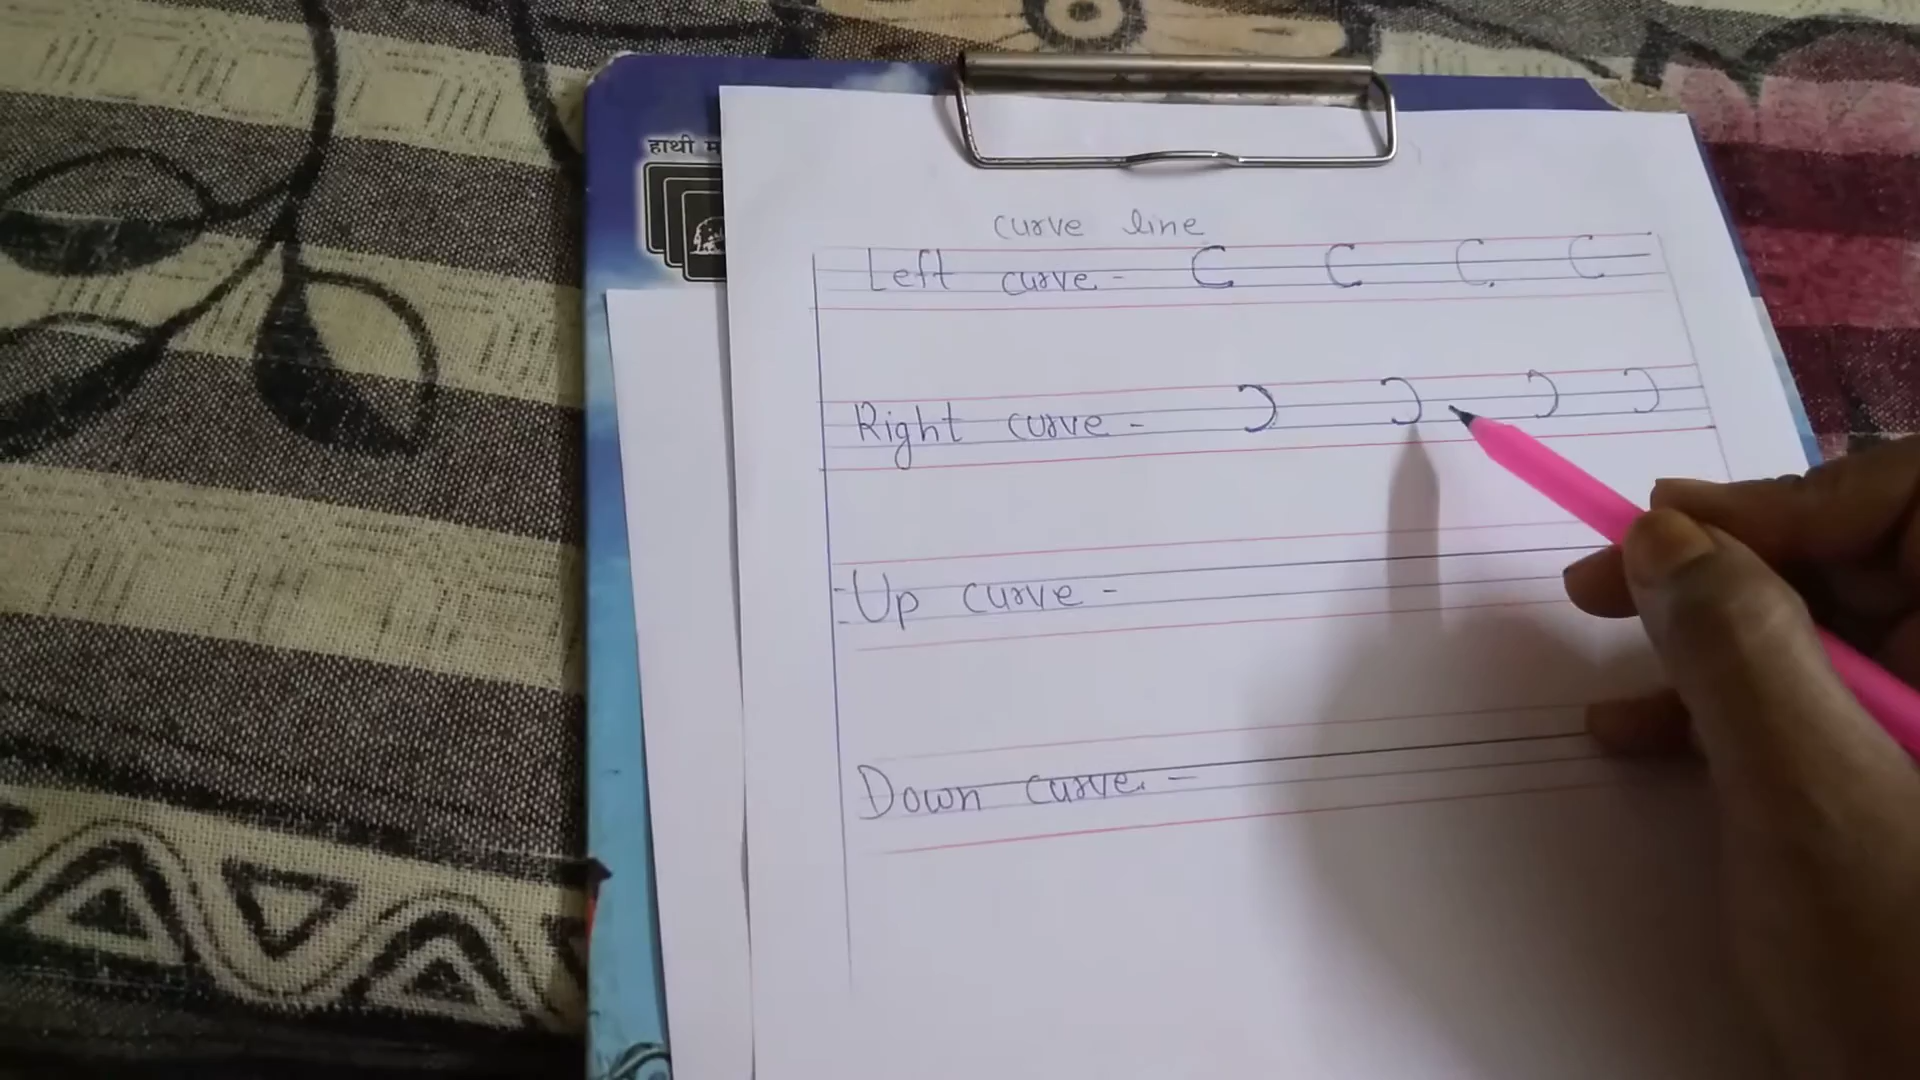 हाथी
curve line
Left curve - C C C C
Right curve -
Up curve -
Down curve. -